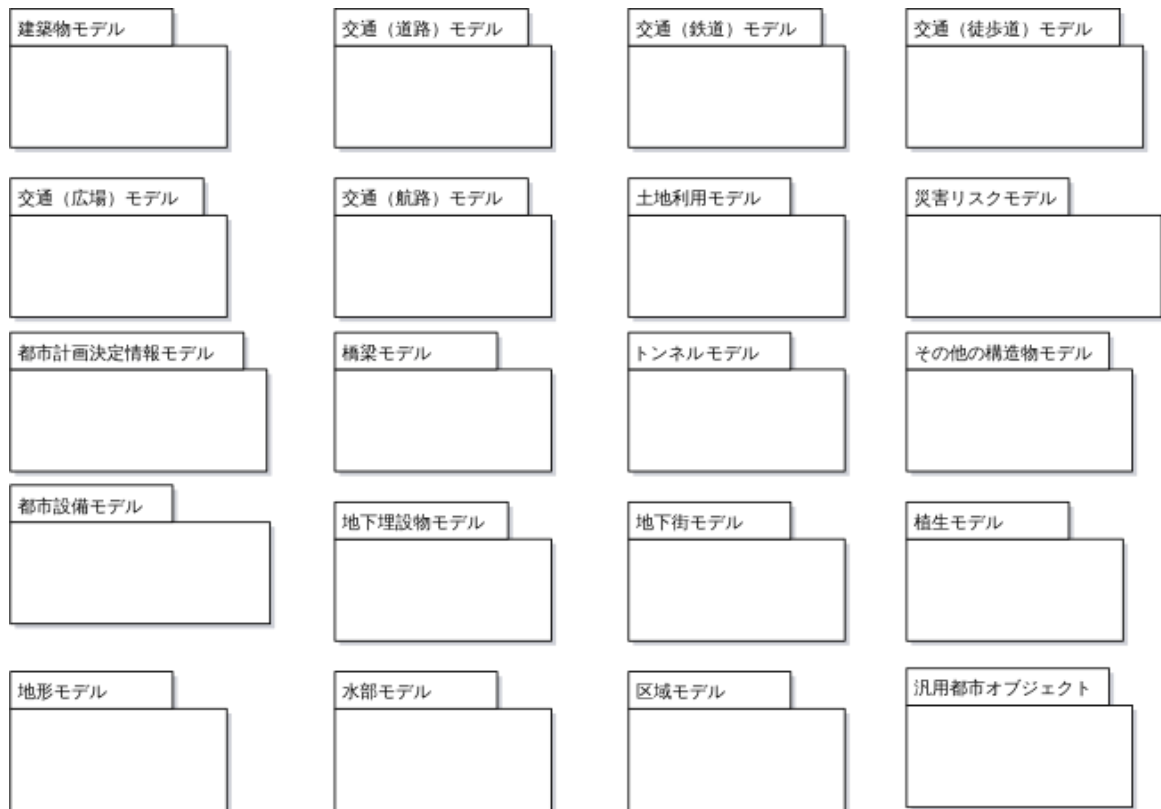 建築物モデル
交通（道路）モデル
交通（鉄道）モデル
交通（徒歩道）モデル
交通（広場）モデル
交通（航路）モデル
土地利用モデル
災害リスクモデル
都市計画決定情報モデル
橋梁モデル
トンネルモデル
その他の構造物モデル
都市設備モデル
地下埋設物モデル
地下街モデル
植生モデル
地形モデル
水部モデル
区域モデル
汎用都市オブジェクト